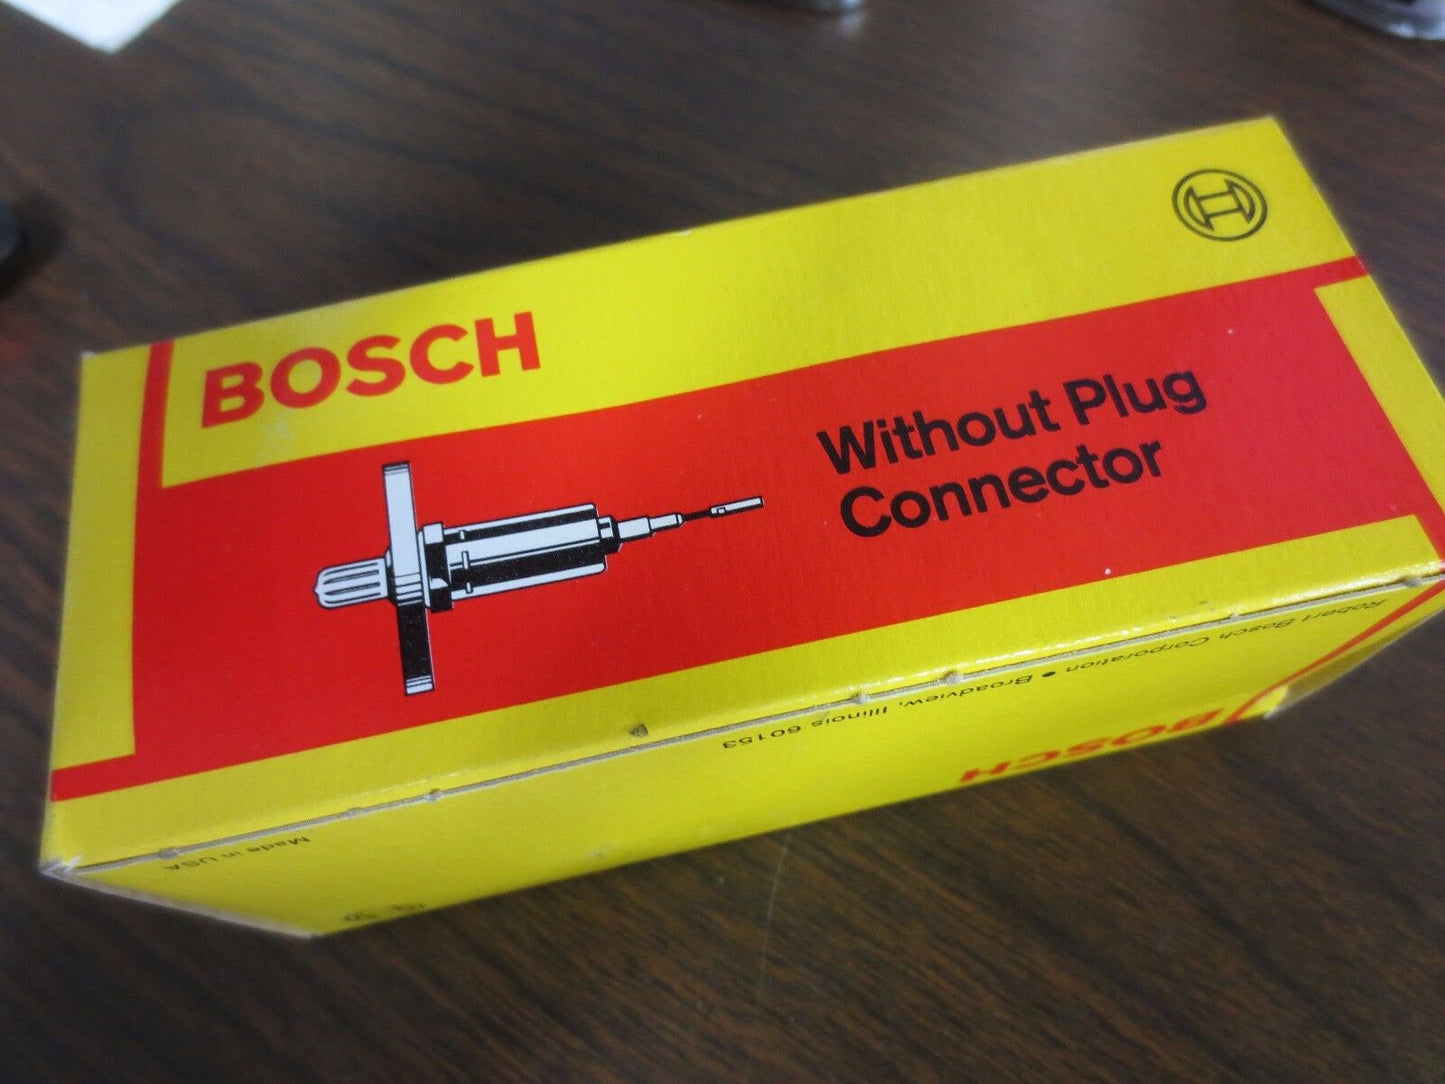 BOSCH
Without Plug
Connector
Robert Bosch Corporation • Broadview, Illinois 60153
BOSCH
Made in USA